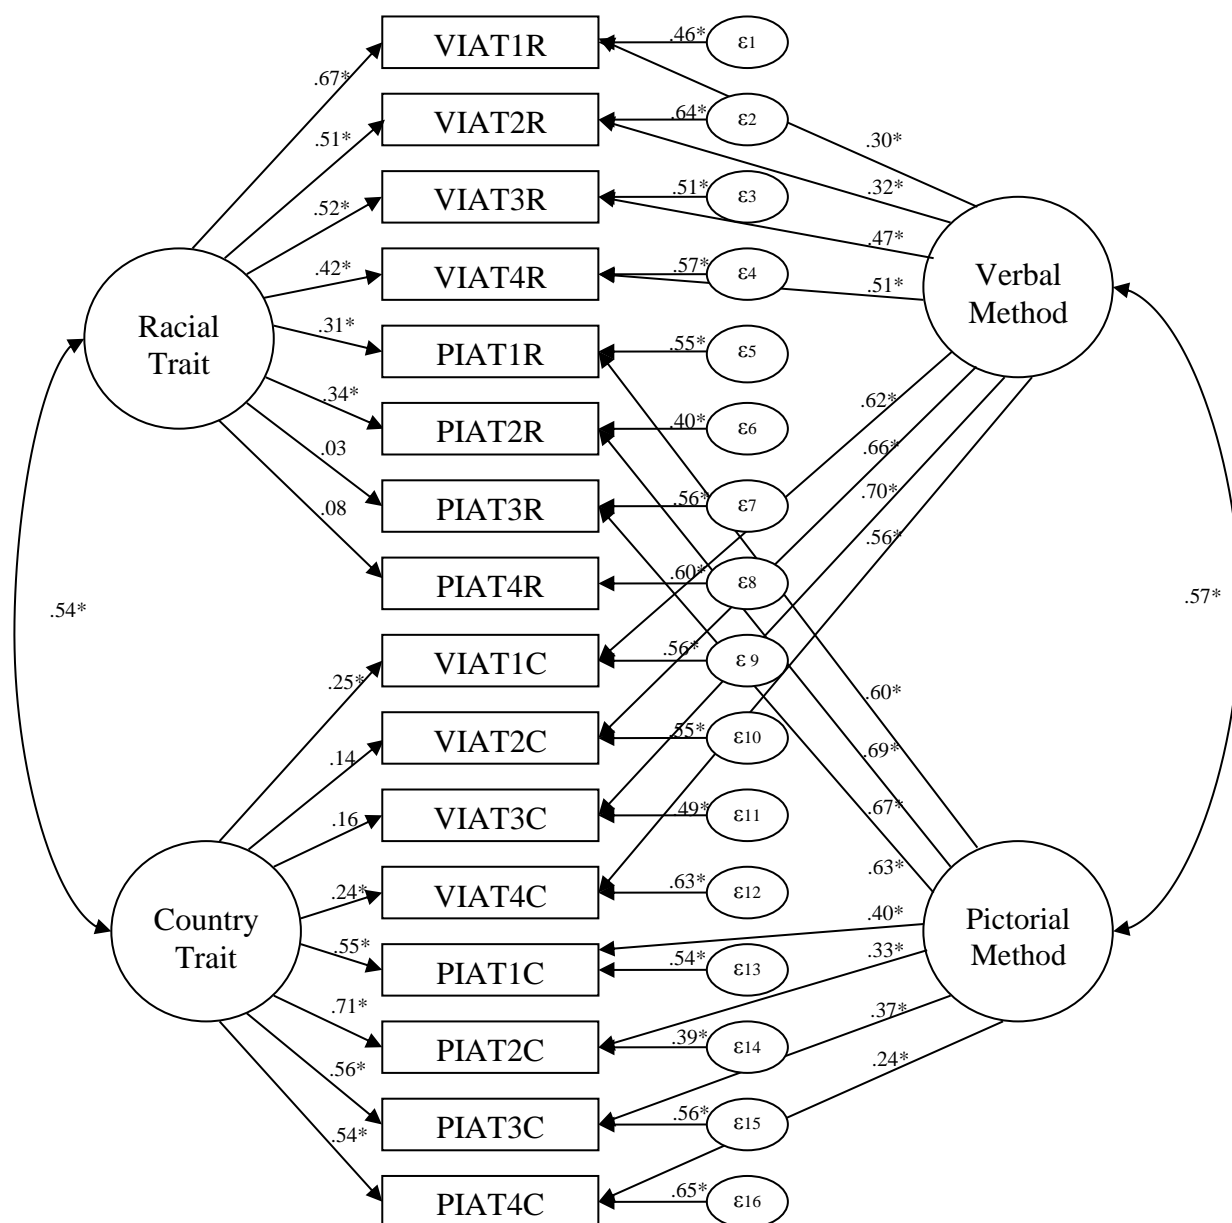 VIAT1R
.46*
ε1
.67*
VIAT2R
.64*
ε2
.30*
.51*
.32*
VIAT3R
.51*
ε3
.52*
.47*
VIAT4R
.57*
ε4
.42*
.51*
Verbal
Method
Racial
Trait
.31*
PIAT1R
.55*
ε5
.34*
PIAT2R
.40*
ε6
.62*
.03
.66*
PIAT3R
.56*
ε7
.70*
.08
.56*
PIAT4R
.60*
ε8
.54*
.57*
VIAT1C
.56*
ε9
.25*
.60*
VIAT2C
.55*
ε10
.14
.69*
VIAT3C
.49*
ε11
.16
.67*
.63*
VIAT4C
.63*
ε12
.24*
.40*
Country
Trait
Pictorial
Method
.55*
PIAT1C
.54*
ε13
.33*
.71*
PIAT2C
.39*
ε14
.37*
.56*
.24*
PIAT3C
.56*
ε15
.54*
PIAT4C
.65*
ε16